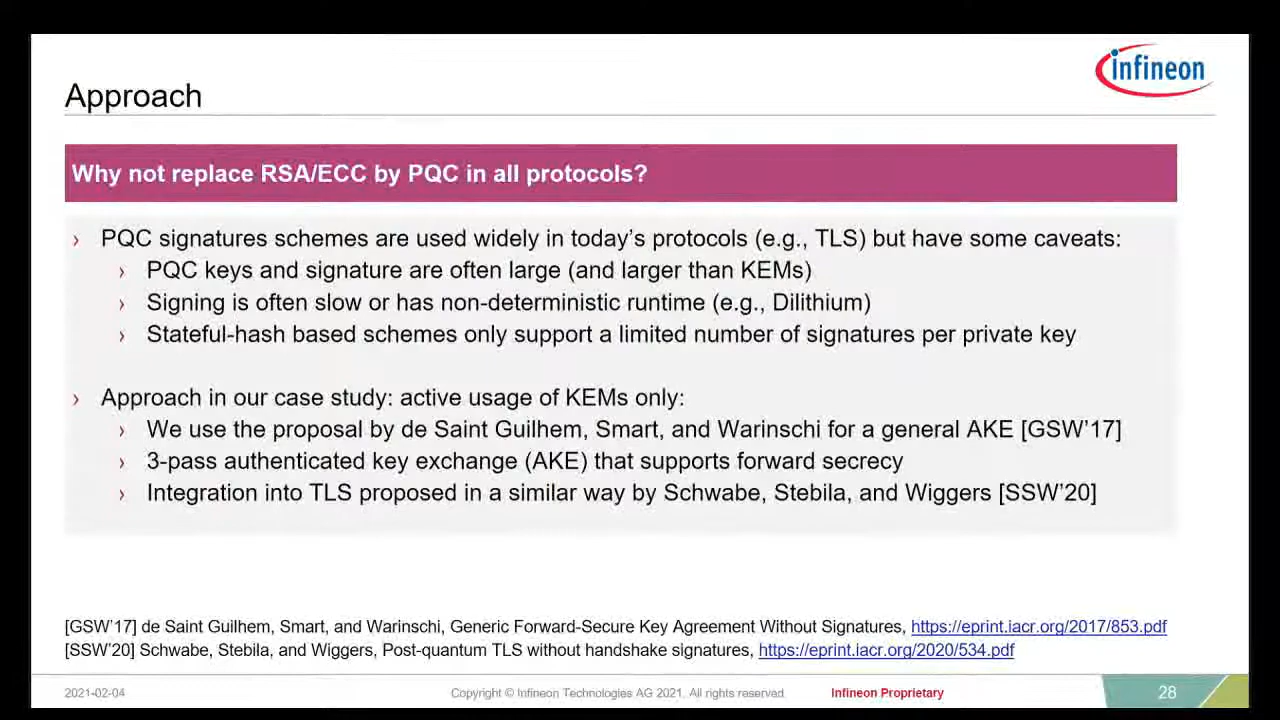 infineon
Approach
Why not replace RSA/ECC by PQC in all protocols?
› PQC signatures schemes are used widely in today's protocols (e.g., TLS) but have some caveats:
› PQC keys and signature are often large (and larger than KEMs)
› Signing is often slow or has non-deterministic runtime (e.g., Dilithium)
› Stateful-hash based schemes only support a limited number of signatures per private key
› Approach in our case study: active usage of KEMs only:
› We use the proposal by de Saint Guilhem, Smart, and Warinschi for a general AKE [GSW'17]
› 3-pass authenticated key exchange (AKE) that supports forward secrecy
› Integration into TLS proposed in a similar way by Schwabe, Stebila, and Wiggers [SSW'20]
[GSW'17] de Saint Guilhem, Smart, and Warinschi, Generic Forward-Secure Key Agreement Without Signatures, https://eprint.iacr.org/2017/853.pdf
[SSW'20] Schwabe, Stebila, and Wiggers, Post-quantum TLS without handshake signatures, https://eprint.iacr.org/2020/534.pdf
2021-02-04 Copyright © Infineon Technologies AG 2021. All rights reserved. Infineon Proprietary 28